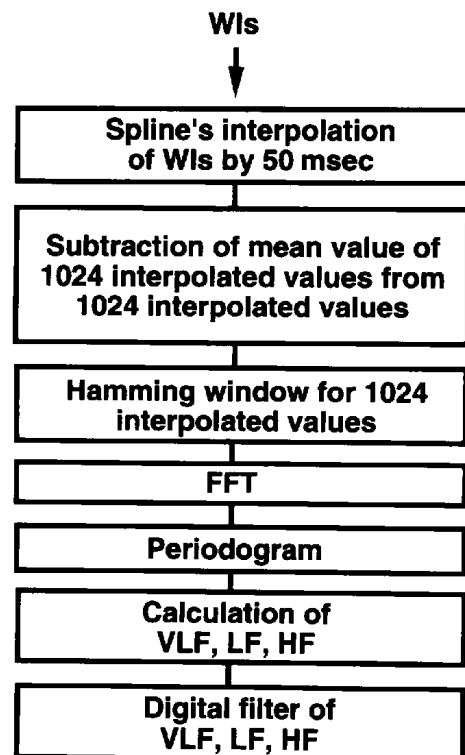 WIs
Spline's interpolation
of WIs by 50 msec
Subtraction of mean value of
1024 interpolated values from
1024 interpolated values
Hamming window for 1024
interpolated values
FFT
Periodogram
Calculation of
VLF, LF, HF
Digital filter of
VLF, LF, HF